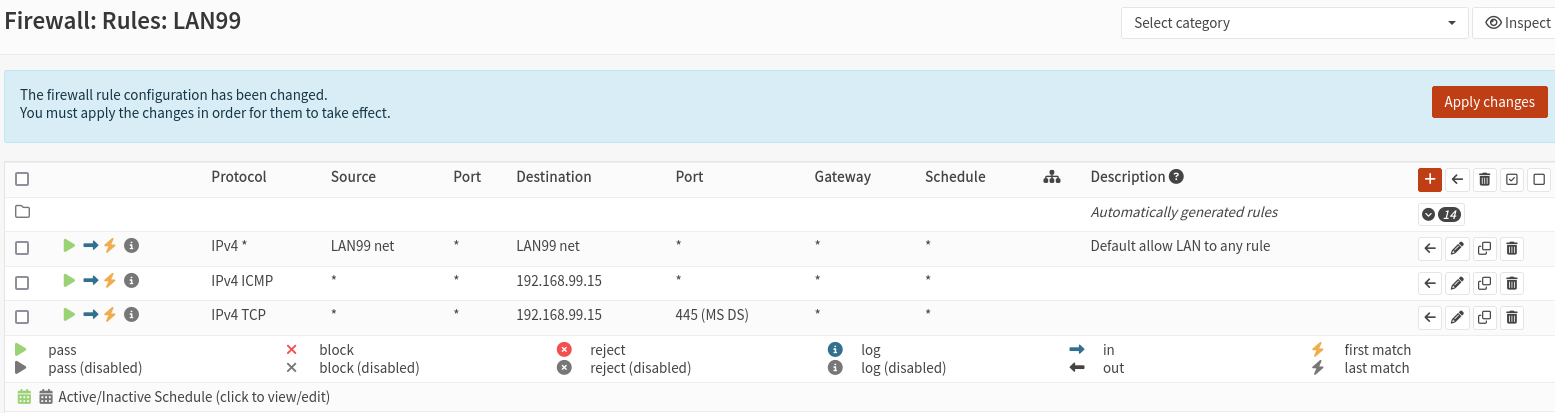 Firewall: Rules: LAN99
Select category
Inspect
The firewall rule configuration has been changed.
You must apply the changes in order for them to take effect.
Apply changes
Protocol Source Port Destination Port Gateway Schedule Description ?
Automatically generated rules 14
IPv4 * LAN99 net * LAN99 net * * * Default allow LAN to any rule
IPv4 ICMP * * 192.168.99.15 * * *
IPv4 TCP * * 192.168.99.15 445 (MS DS) * *
pass block reject log in first match
pass (disabled) block (disabled) reject (disabled) log (disabled) out last match
Active/Inactive Schedule (click to view/edit)